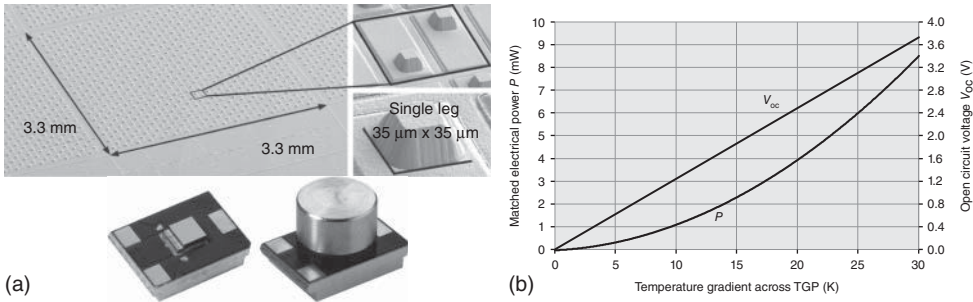 3.3 mm
3.3 mm
Single leg
35 μm x 35 μm
(a)
Matched electrical power P (mW)
10
9
8
7
6
5
4
3
2
1
0
Voc
P
4.0
3.6
3.2
2.8
2.4
2.0
1.6
1.2
0.8
0.4
0.0
Open circuit voltage Voc (V)
0 5 10 15 20 25 30
Temperature gradient across TGP (K)
(b)